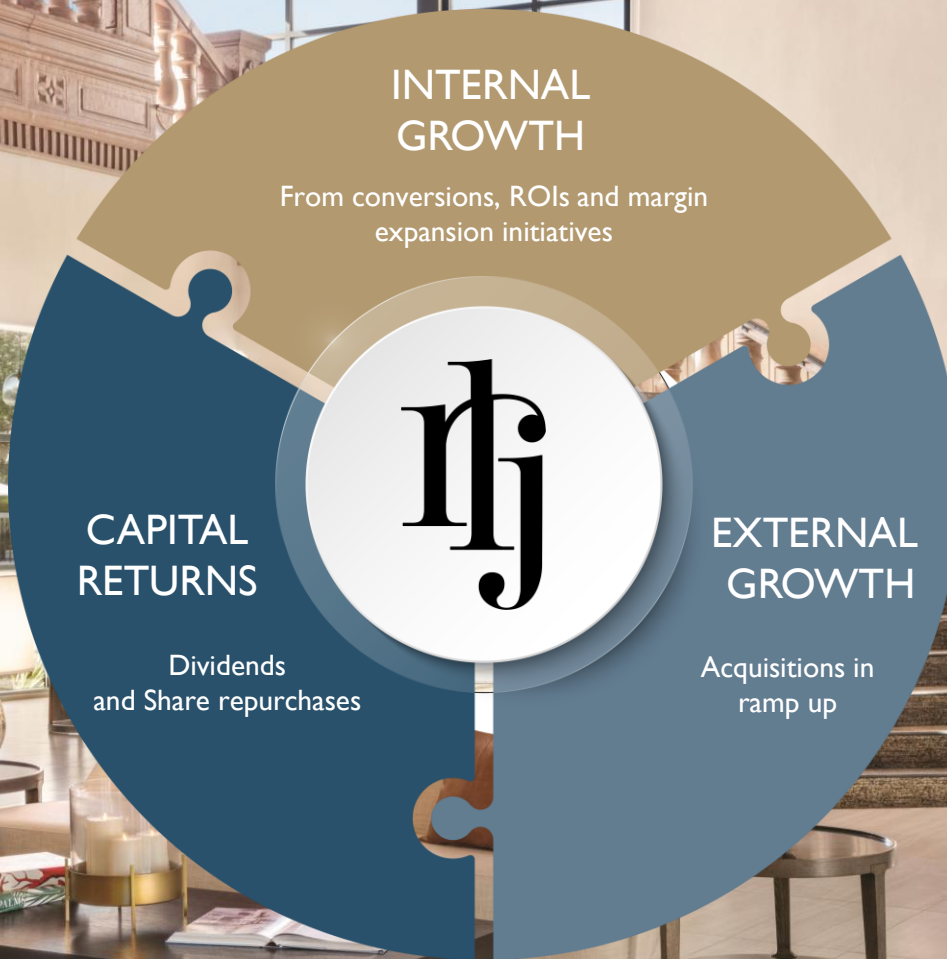 INTERNAL
GROWTH
From conversions, ROIs and margin
expansion initiatives
rlj
CAPITAL
RETURNS
Dividends
and Share repurchases
EXTERNAL
GROWTH
Acquisitions in
ramp up